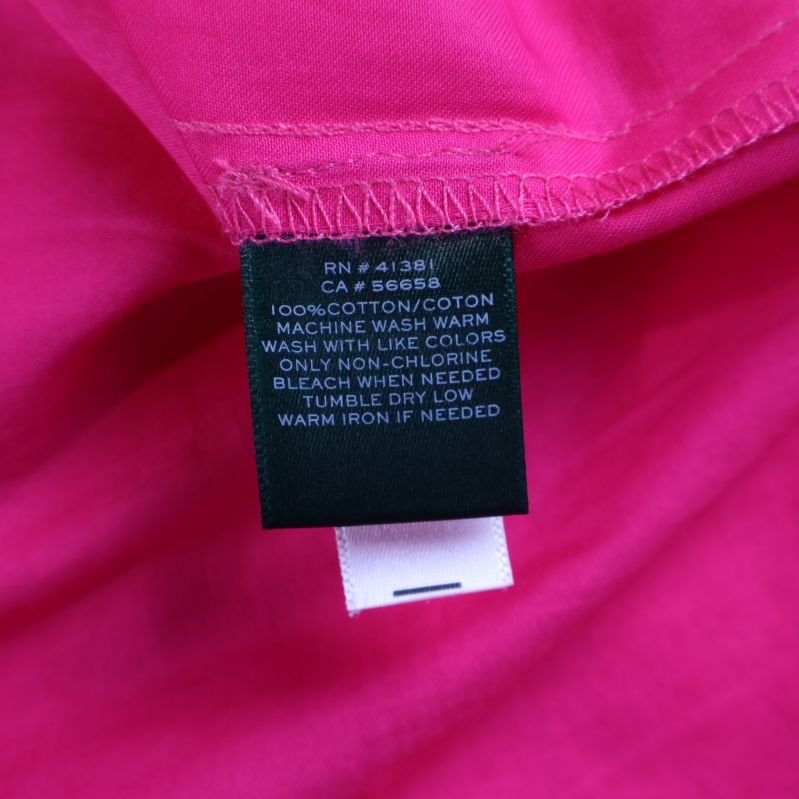 RN # 41381
CA # 56658
100%COTTON/COTON
MACHINE WASH WARM
WASH WITH LIKE COLORS
ONLY NON-CHLORINE
BLEACH WHEN NEEDED
TUMBLE DRY LOW
WARM IRON IF NEEDED